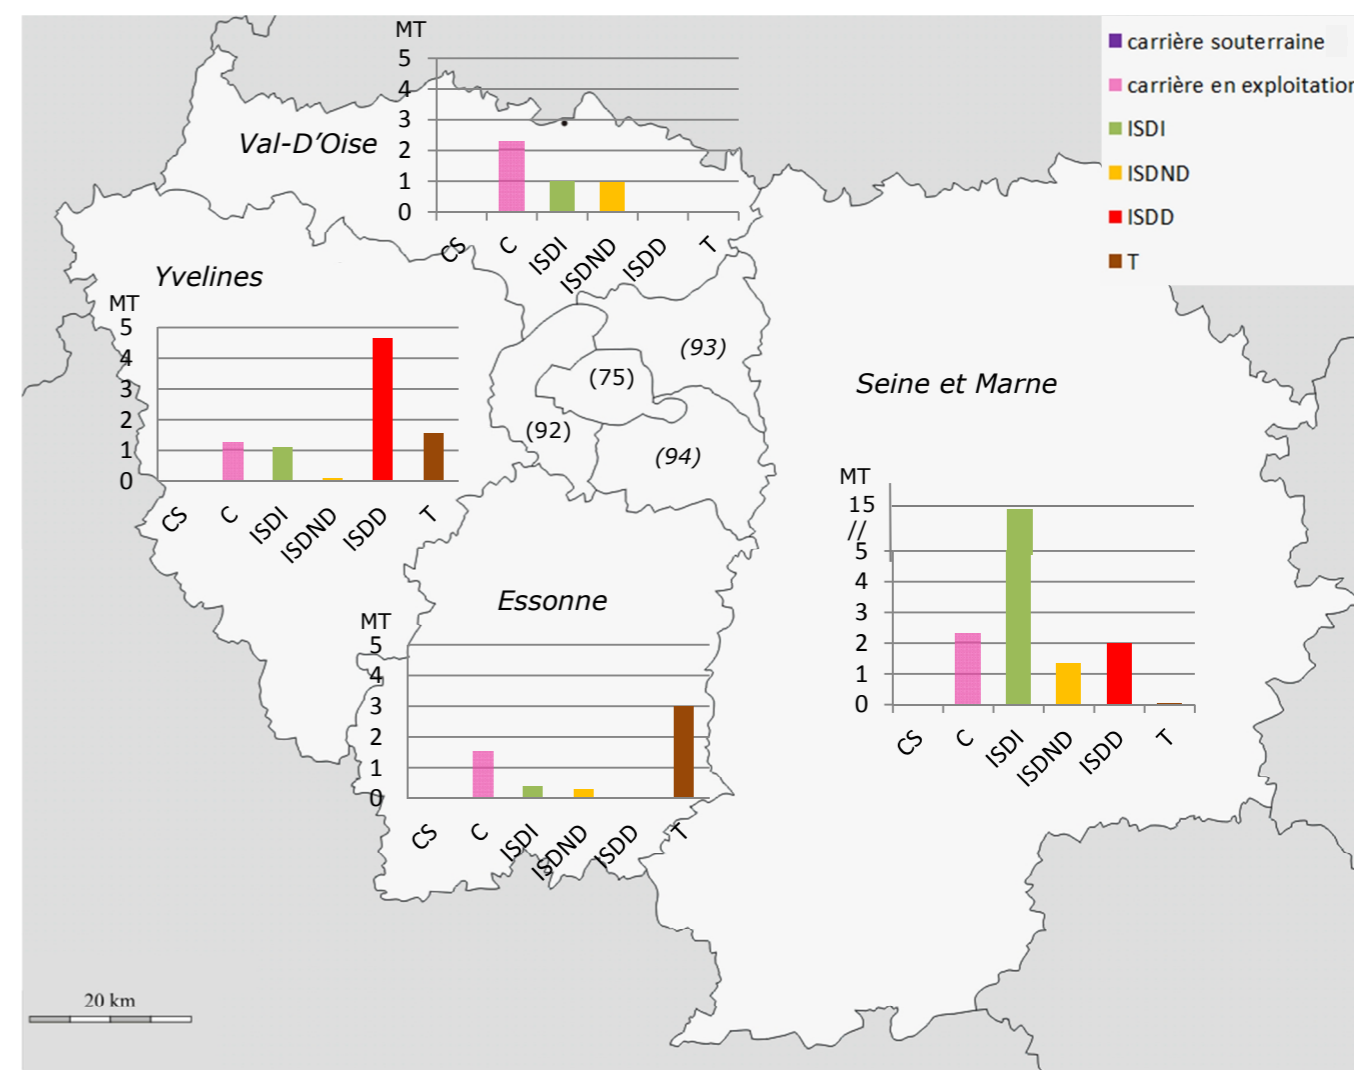 carrière souterraine
carrière en exploitation
ISDI
ISDND
ISDD
T
Val-D’Oise
MT
5
4
3
2
1
0
CS
C
ISDI
ISDND
ISDD
T
Yvelines
MT
5
4
3
2
1
0
CS
C
ISDI
ISDND
ISDD
T
(93)
(75)
(92)
(94)
Seine et Marne
MT
15
//
5
4
3
2
1
0
CS
C
ISDI
ISDND
ISDD
T
Essonne
MT
5
4
3
2
1
0
CS
C
ISDI
ISDND
ISDD
T
20 km